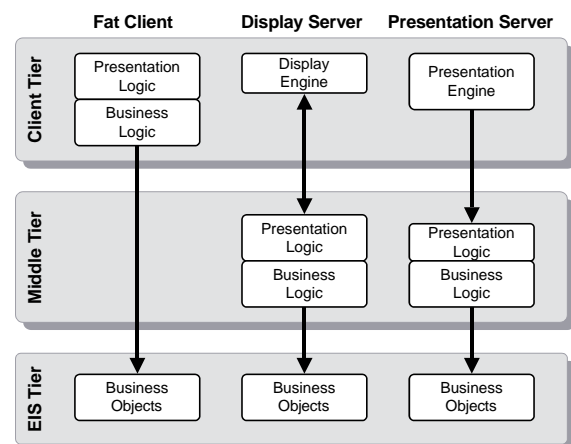 Fat Client
Display Server
Presentation Server
Client Tier
Presentation
Logic
Business
Logic
Display
Engine
Presentation
Engine
Middle Tier
Presentation
Logic
Business
Logic
Presentation
Logic
Business
Logic
EIS Tier
Business
Objects
Business
Objects
Business
Objects